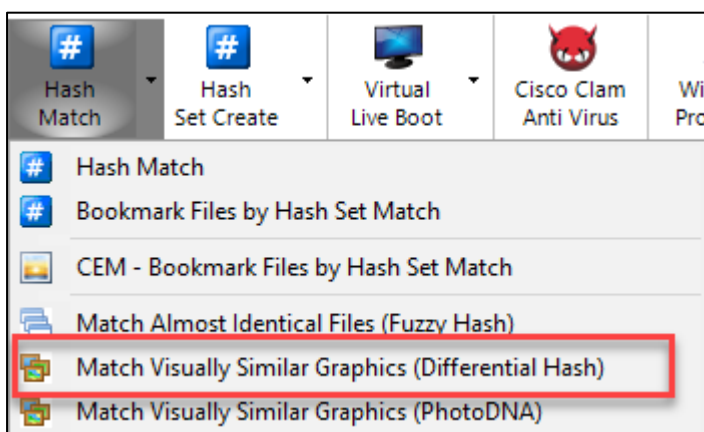 Hash Match
Hash Set Create
Virtual Live Boot
Cisco Clam Anti Virus
Hash Match
Bookmark Files by Hash Set Match
CEM - Bookmark Files by Hash Set Match
Match Almost Identical Files (Fuzzy Hash)
Match Visually Similar Graphics (Differential Hash)
Match Visually Similar Graphics (PhotoDNA)